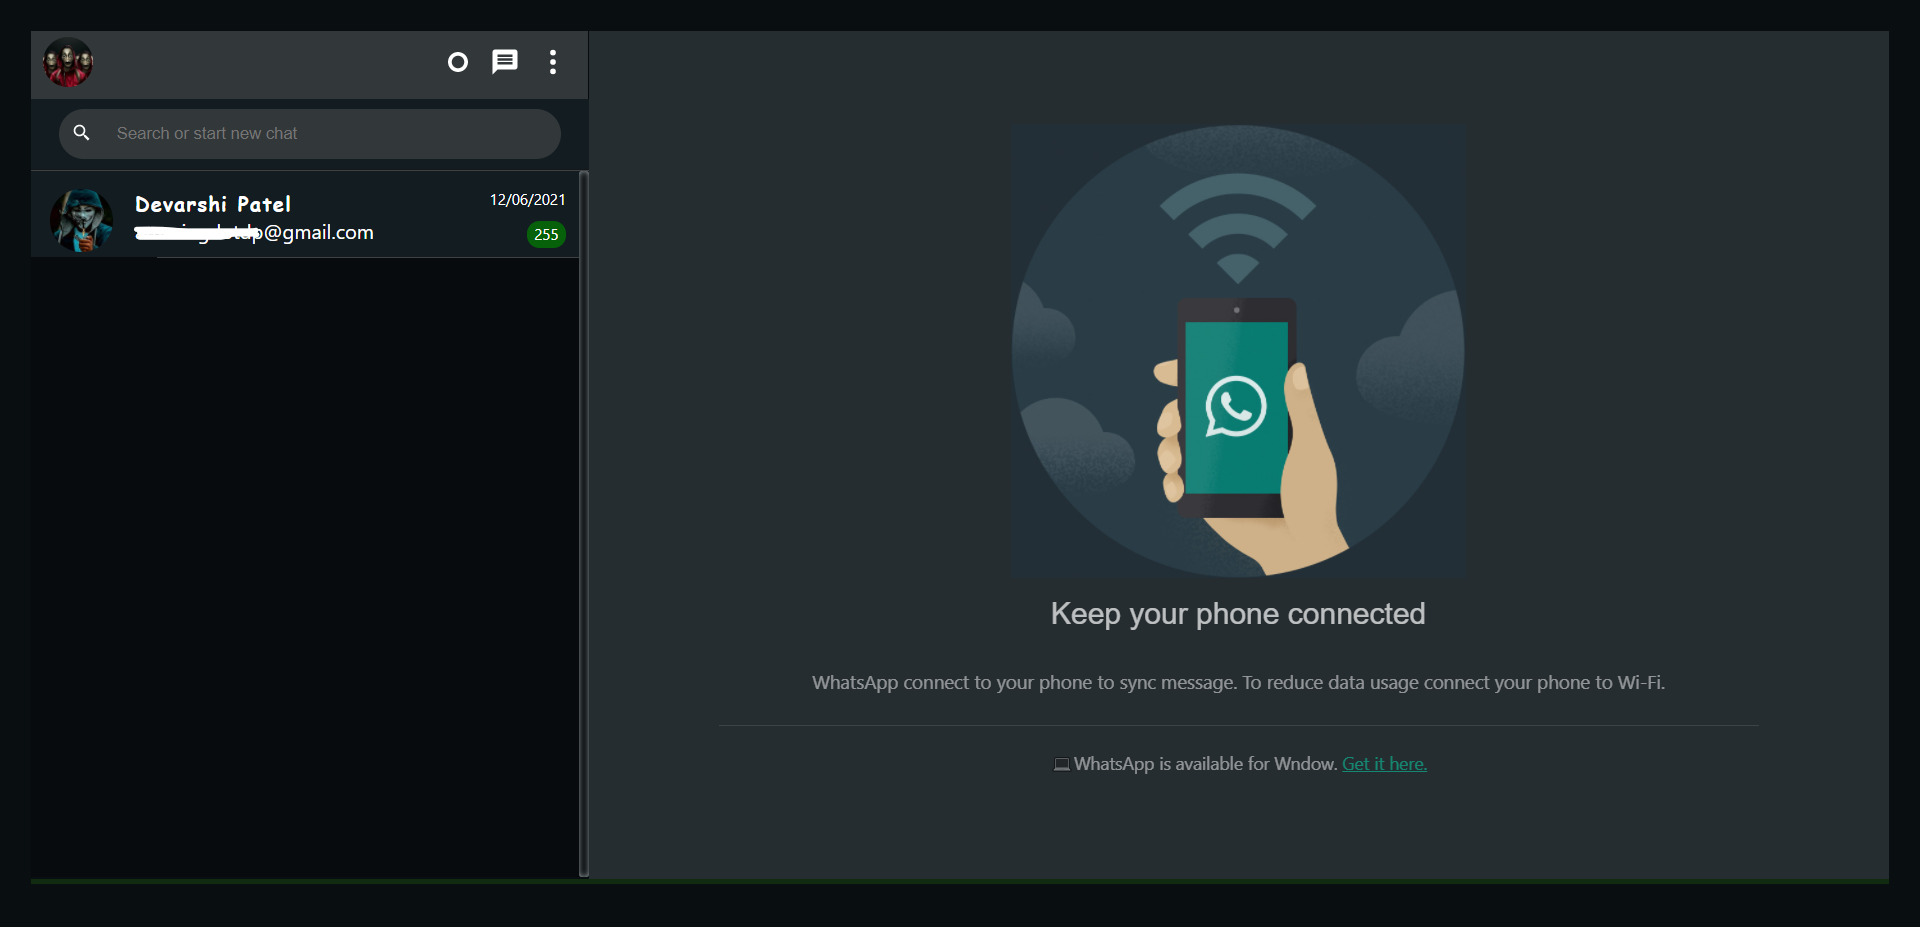 Search or start new chat
Devarshi Patel
12/06/2021
@gmail.com
255
Keep your phone connected
WhatsApp connect to your phone to sync message. To reduce data usage connect your phone to Wi-Fi.
WhatsApp is available for Wndow. Get it here.